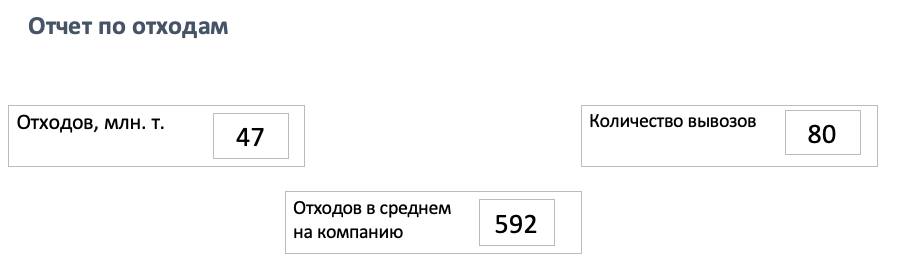 Отчет по отходам
Отходов, млн. т.
47
Количество вывозов
80
Отходов в среднем
на компанию
592